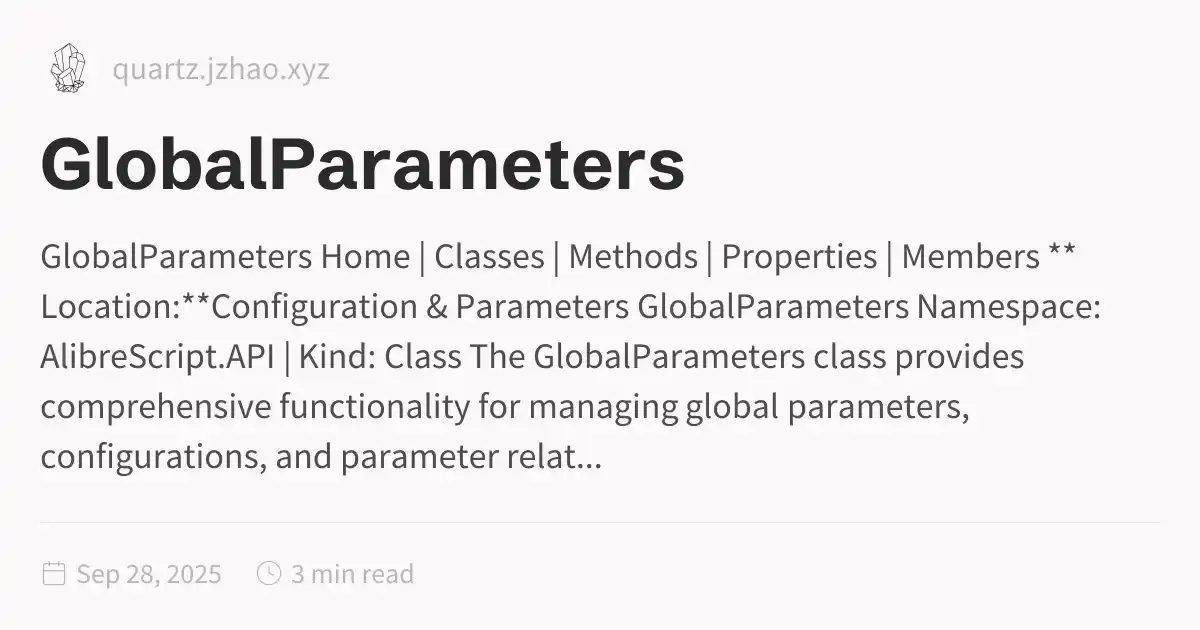 quartz.jzhao.xyz
GlobalParameters
GlobalParameters Home | Classes | Methods | Properties | Members **
Location:**Configuration & Parameters GlobalParameters Namespace:
AlibreScript.API | Kind: Class The GlobalParameters class provides
comprehensive functionality for managing global parameters,
configurations, and parameter relat...
Sep 28, 2025 3 min read